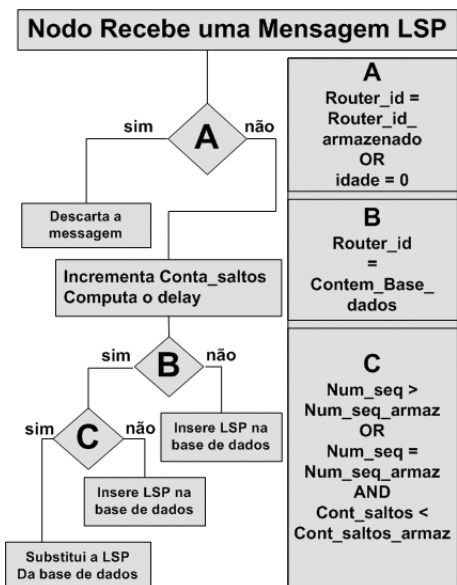 Nodo Recebe uma Mensagem LSP
sim
não
A
Descarta a
messagem
Incrementa Conta_saltos
Computa o delay
sim
não
B
Insere LSP na
base de dados
sim
não
C
Insere LSP na
base de dados
Substitui a LSP
Da base de dados
A
Router_id =
Router_id_
armazenado
OR
idade = 0
B
Router_id
=
Contem_Base_
dados
C
Num_seq >
Num_seq_armaz
OR
Num_seq =
Num_seq_armaz
AND
Cont_saltos <
Cont_saltos_armaz